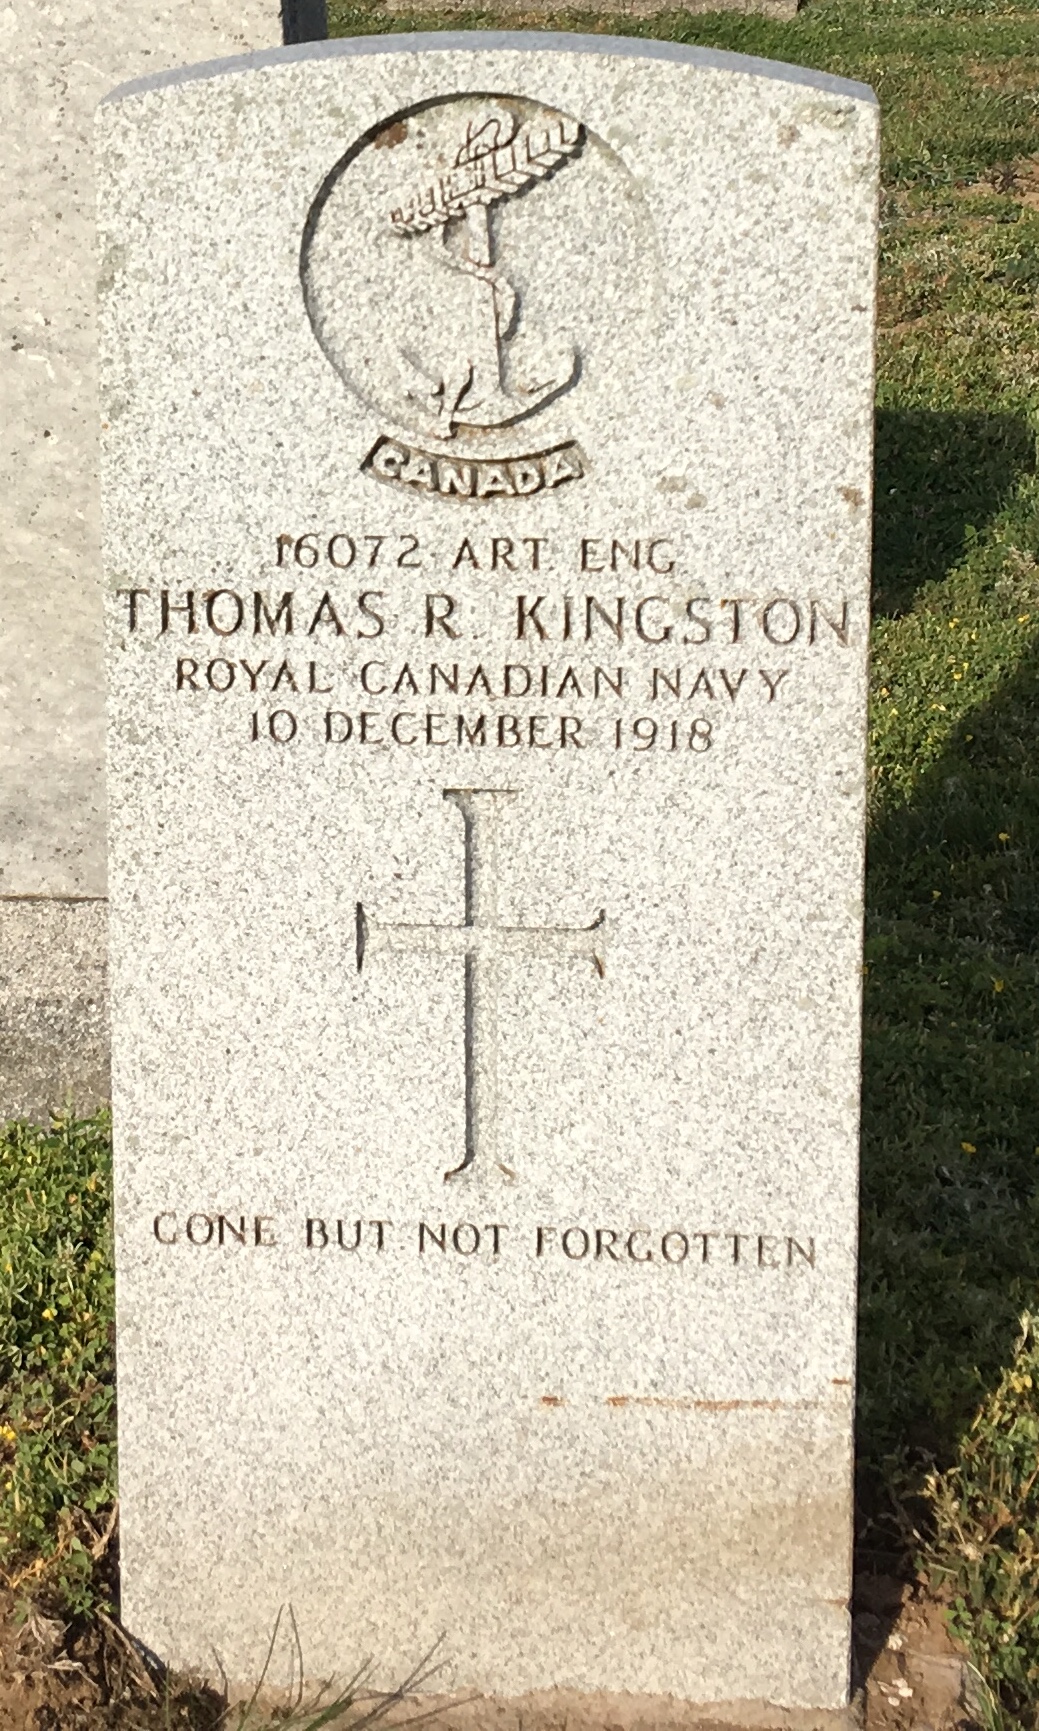 CANADA
16072 ART. ENG.
THOMAS R. KINGSTON
ROYAL CANADIAN NAVY
10 DECEMBER 1918
GONE BUT NOT FORGOTTEN